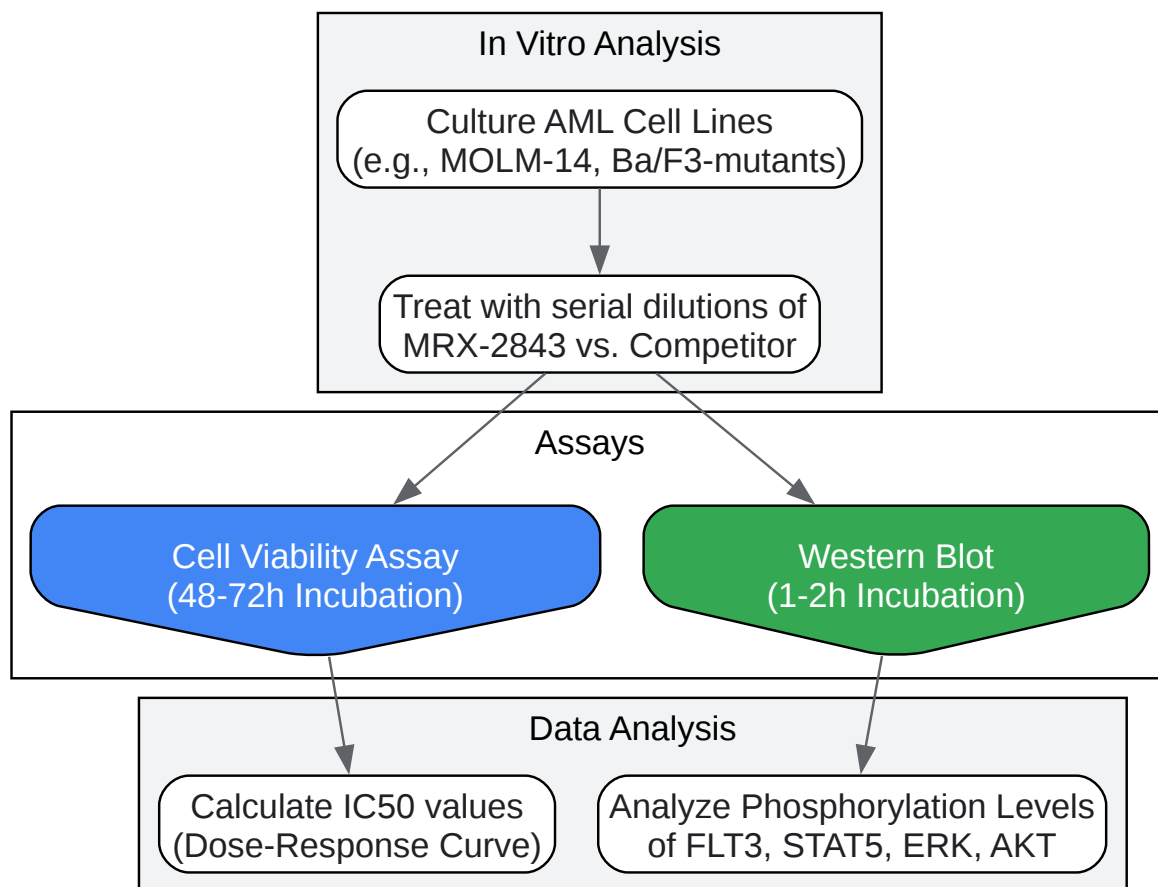 In Vitro Analysis
Culture AML Cell Lines
(e.g., MOLM-14, Ba/F3-mutants)
Treat with serial dilutions of
MRX-2843 vs. Competitor
Assays
Cell Viability Assay
(48-72h Incubation)
Western Blot
(1-2h Incubation)
Data Analysis
Calculate IC50 values
(Dose-Response Curve)
Analyze Phosphorylation Levels
of FLT3, STAT5, ERK, AKT